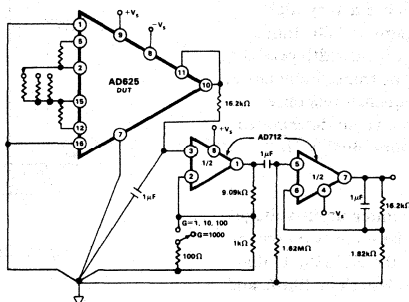 +Vs
-Vs
1
5
2
15
12
16
9
8
11
10
7
AD625
DUT
16.2kΩ
1μF
+Vs
AD712
3
8
1
2
1/2
1μF
5
6
7
4
1/2
-Vs
9.09kΩ
1μF
16.2kΩ
G=1, 10, 100
G=1000
1kΩ
100Ω
1.62MΩ
1.82kΩ